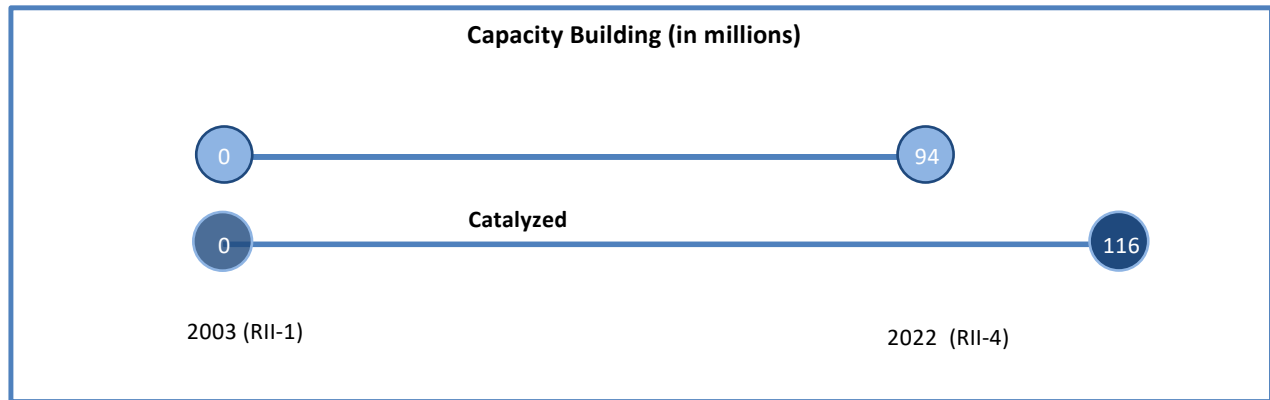 Capacity Building (in millions)
0 94
Catalyzed
0 116
2003 (RII-1) 2022 (RII-4)